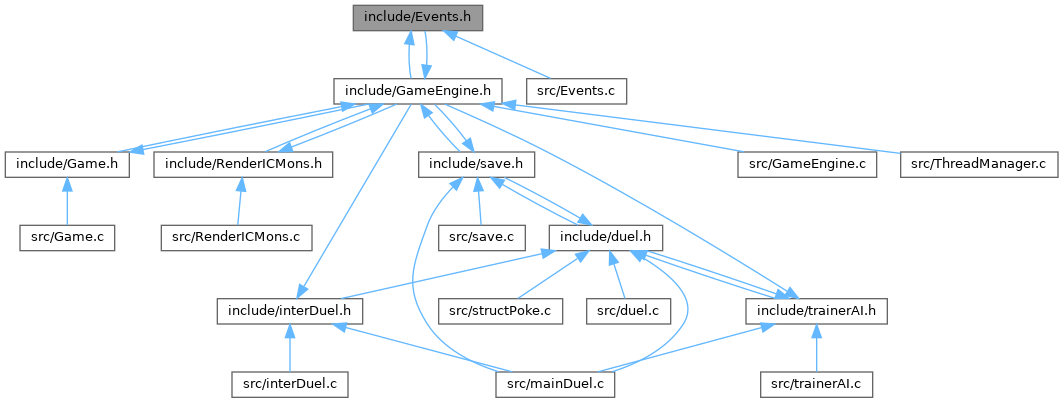 include/Events.h
include/GameEngine.h
src/Events.c
include/Game.h
include/RenderICMons.h
include/save.h
src/GameEngine.c
src/ThreadManager.c
src/Game.c
src/RenderICMons.c
src/save.c
include/duel.h
include/interDuel.h
src/structPoke.c
src/duel.c
include/trainerAI.h
src/interDuel.c
src/mainDuel.c
src/trainerAI.c